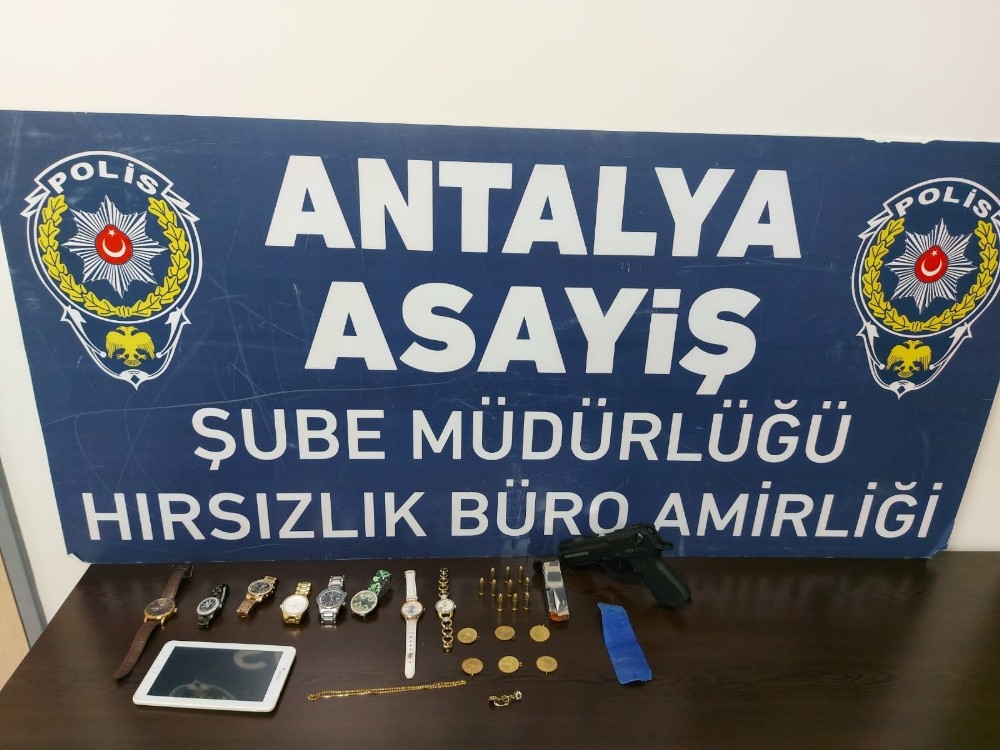 POLİS
POLİS
ANTALYA
ASAYİŞ
ŞUBE MÜDÜRLÜĞÜ
HIRSIZLIK BÜRO AMİRLİĞİ